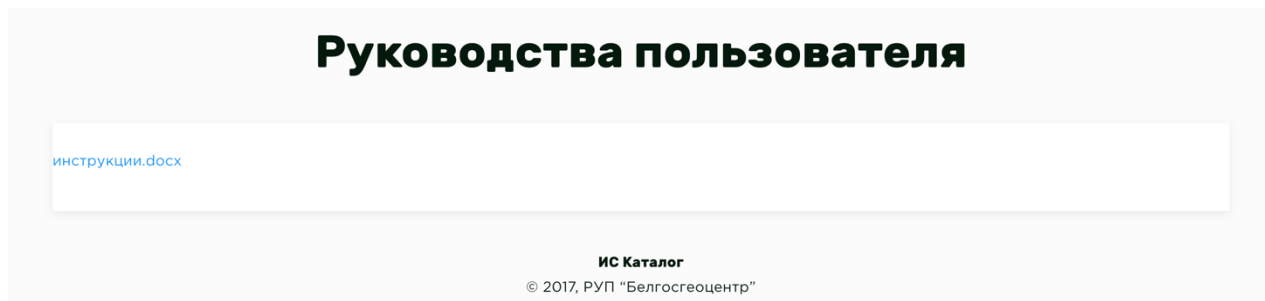 Руководства пользователя
инструкции.docx
ИС Каталог
© 2017, РУП “Белгосгеоцентр”